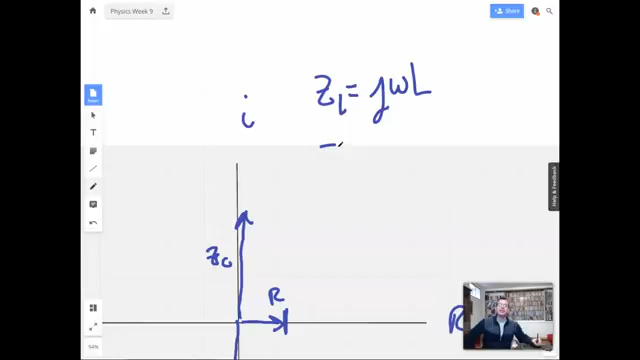 Physics Week 9
Share
Z_L = jωL
i
Z_C
R
R
Help & Feedback
54%